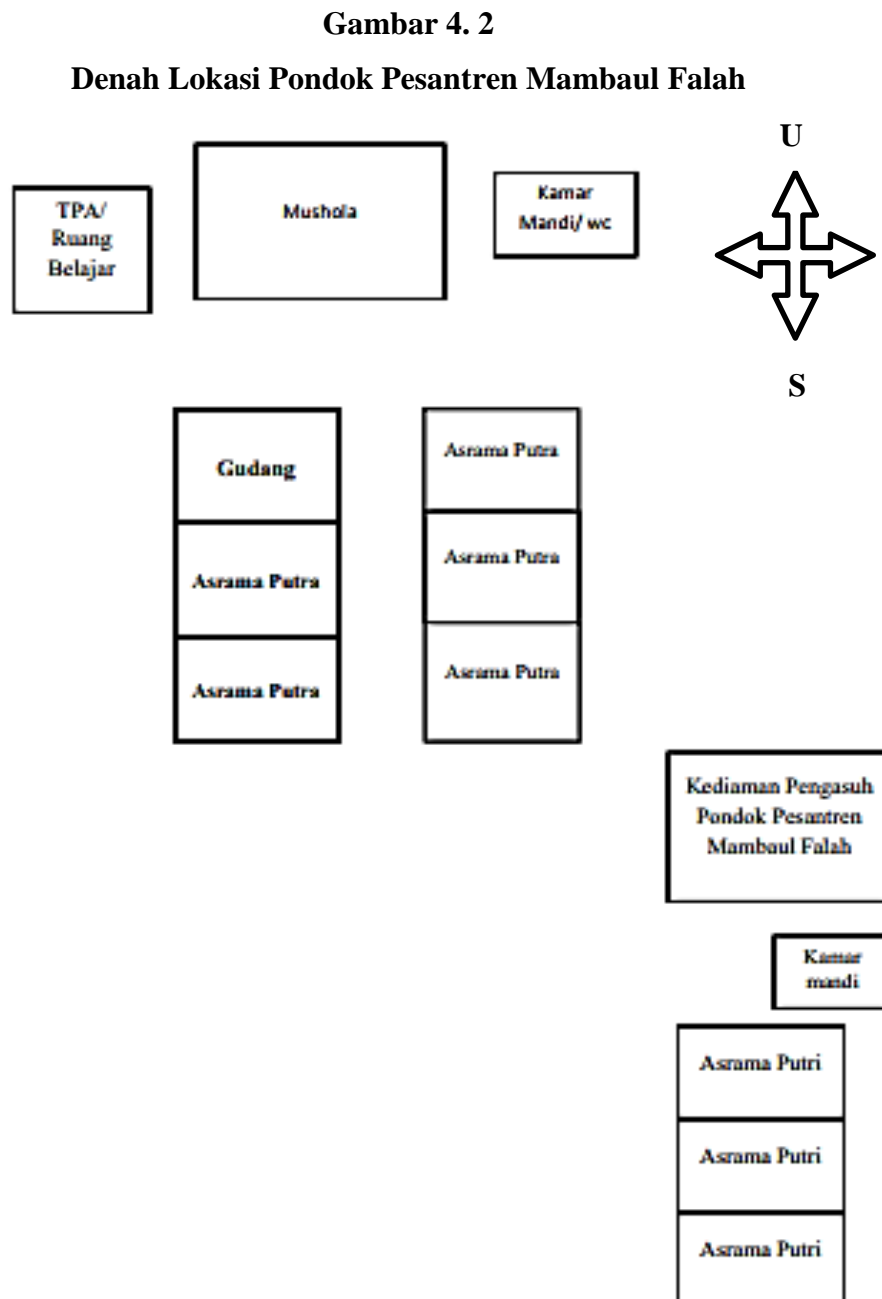 Gambar 4. 2
Denah Lokasi Pondok Pesantren Mambaul Falah
U
TPA/
Ruang
Belajar
Mushola
Kamar
Mandi/ wc
S
Gudang
Asrama Putra
Asrama Putra
Asrama Putra
Asrama Putra
Asrama Putra
Kediaman Pengasuh
Pondok Pesantren
Mambaul Falah
Kamar
mandi
Asrama Putri
Asrama Putri
Asrama Putri